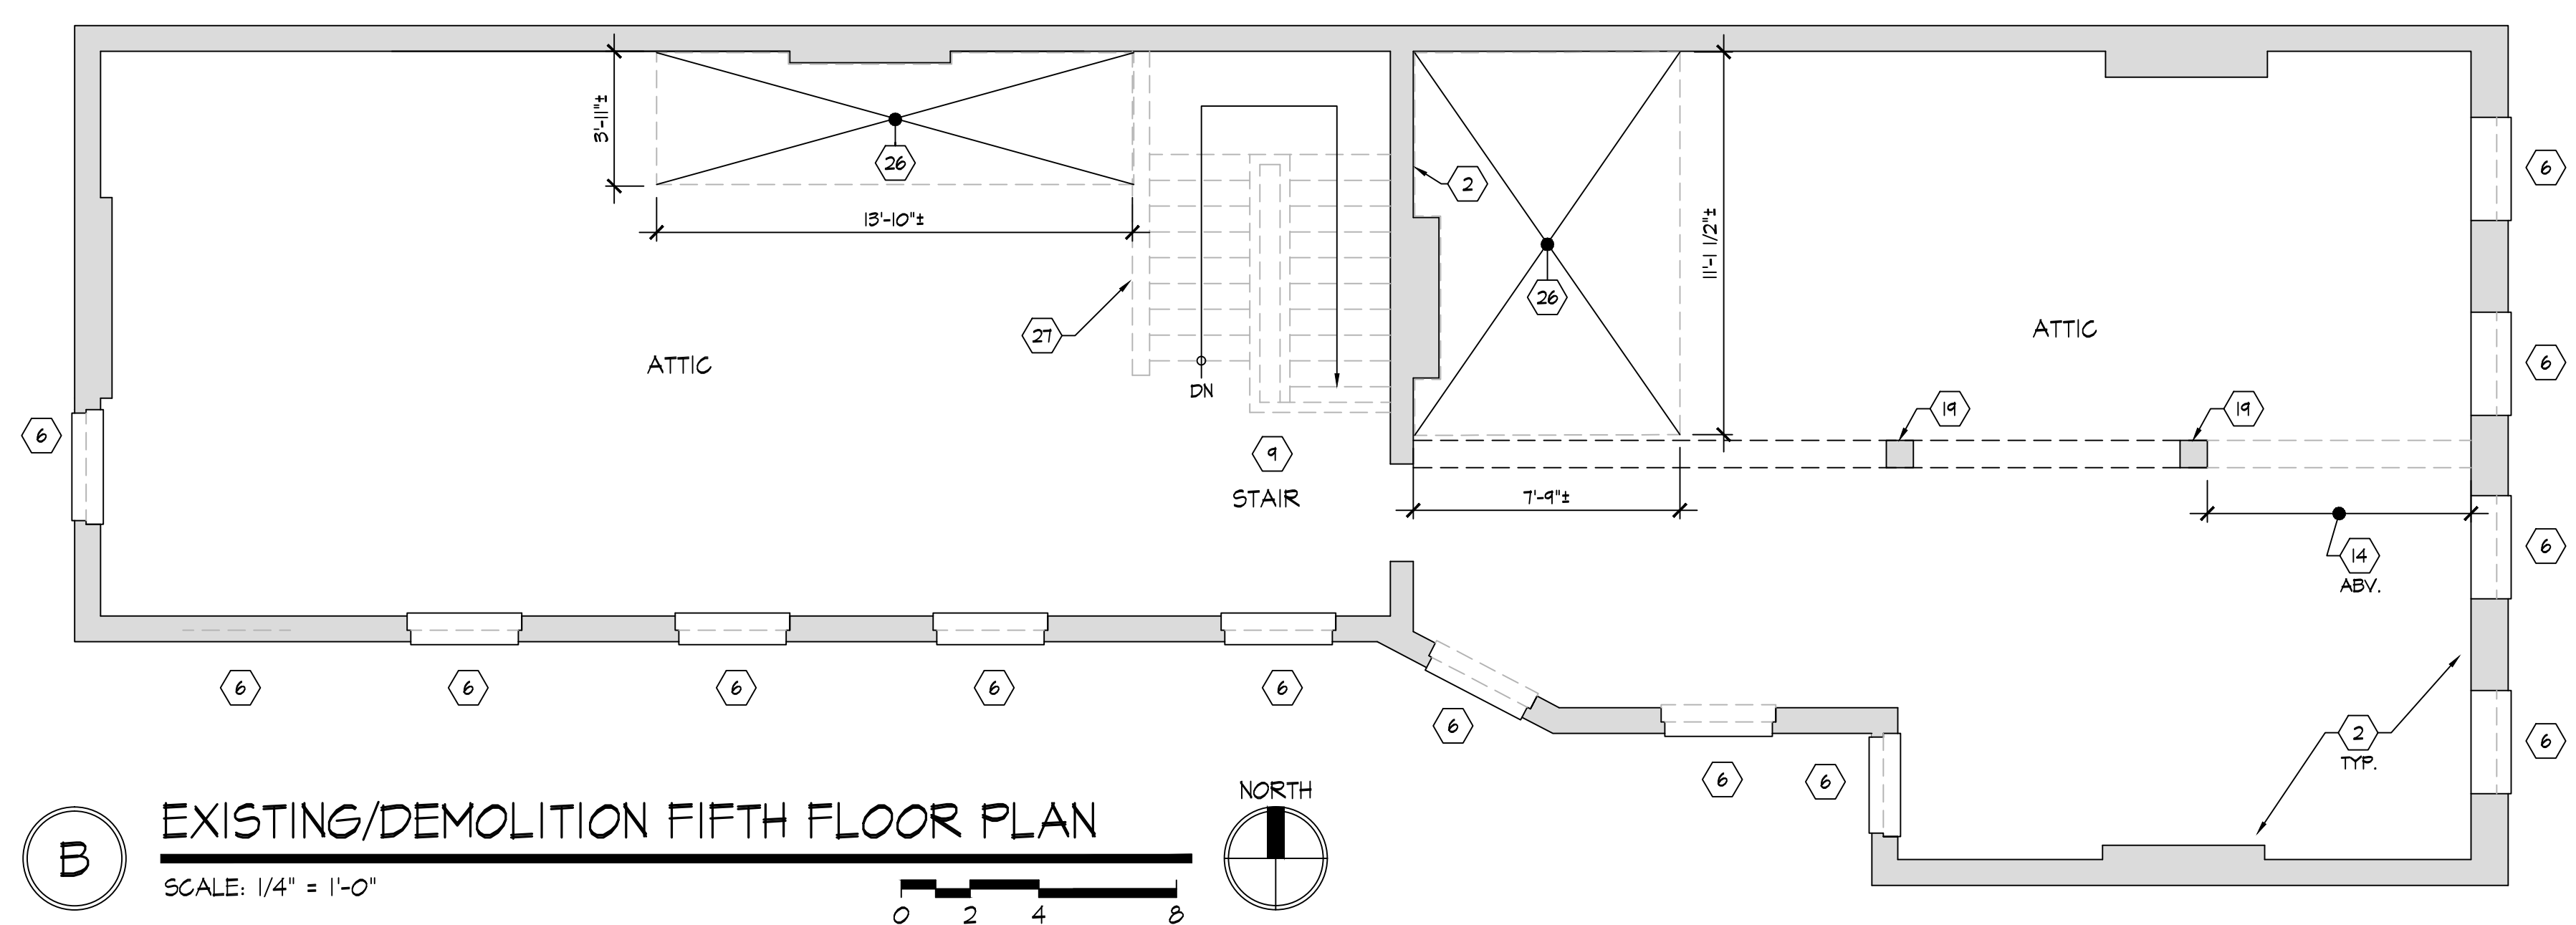 3'-11"±
26
13'-10"±
2
26
11'-1 1/2"±
6
27
ATTIC
ATTIC
6
DN
19
19
6
9
STAIR
7'-9"±
6
14
ABV.
6
6
6
6
6
6
6
6
2
TYP.
6
NORTH
B
EXISTING/DEMOLITION FIFTH FLOOR PLAN
SCALE: 1/4" = 1'-0"
0 2 4 8